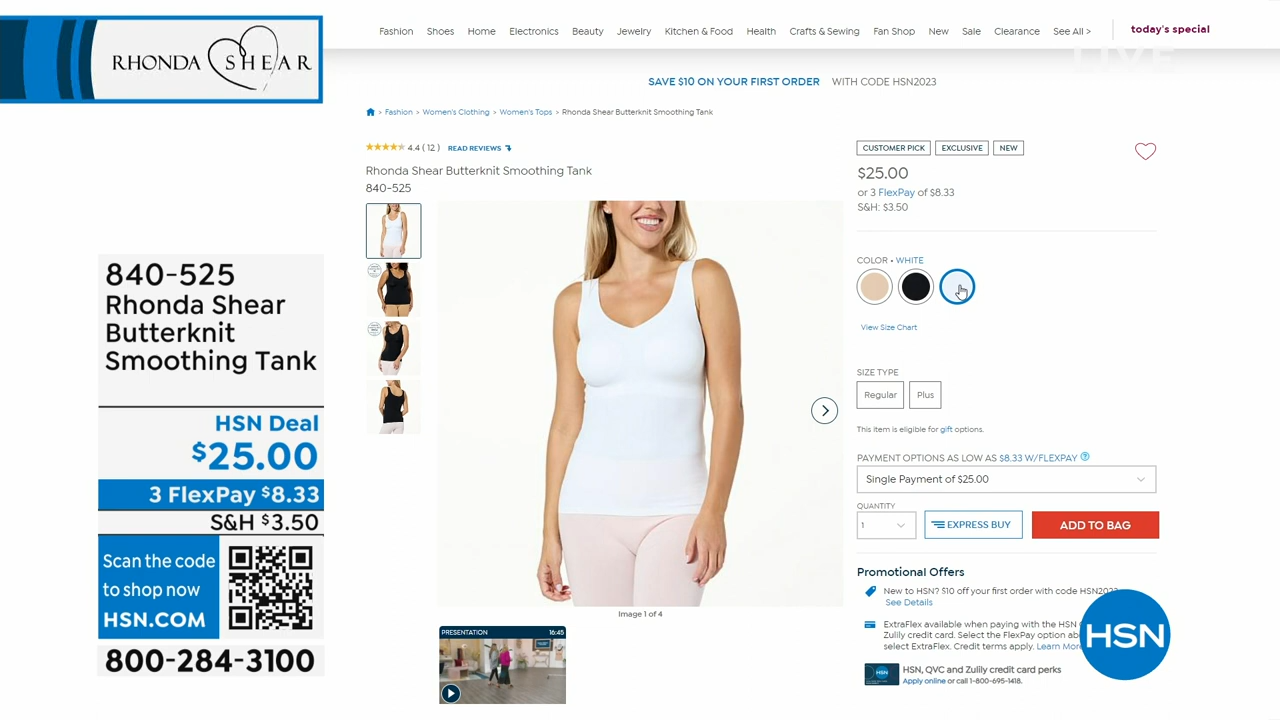 RHONDA SHEAR
Fashion Shoes Home Electronics Beauty Jewelry Kitchen & Food Health Crafts & Sewing Fan Shop New Sale Clearance See All > today's special
LIVE
SAVE $10 ON YOUR FIRST ORDER WITH CODE HSN2023
> Fashion > Women's Clothing > Women's Tops > Rhonda Shear Butterknit Smoothing Tank
4.4 ( 12 ) READ REVIEWS
Rhonda Shear Butterknit Smoothing Tank
840-525
CUSTOMER PICK EXCLUSIVE NEW
$25.00
or 3 FlexPay of $8.33
S&H: $3.50
COLOR • WHITE
View Size Chart
SIZE TYPE
Regular Plus
This item is eligible for gift options.
PAYMENT OPTIONS AS LOW AS $8.33 W/FLEXPAY ?
Single Payment of $25.00
QUANTITY
1 EXPRESS BUY ADD TO BAG
Promotional Offers
New to HSN? $10 off your first order with code HSN202
See Details
ExtraFlex available when paying with the HSN
Zulily credit card. Select the FlexPay option ab
select ExtraFlex. Credit terms apply. Learn Mor
HSN, QVC and Zulily credit card perks
Apply online or call 1-800-695-1418.
HSN
HSN
Image 1 of 4
PRESENTATION 16:45
840-525
Rhonda Shear
Butterknit
Smoothing Tank
HSN Deal
$25.00
3 FlexPay $8.33
S&H $3.50
Scan the code
to shop now
HSN.COM
800-284-3100